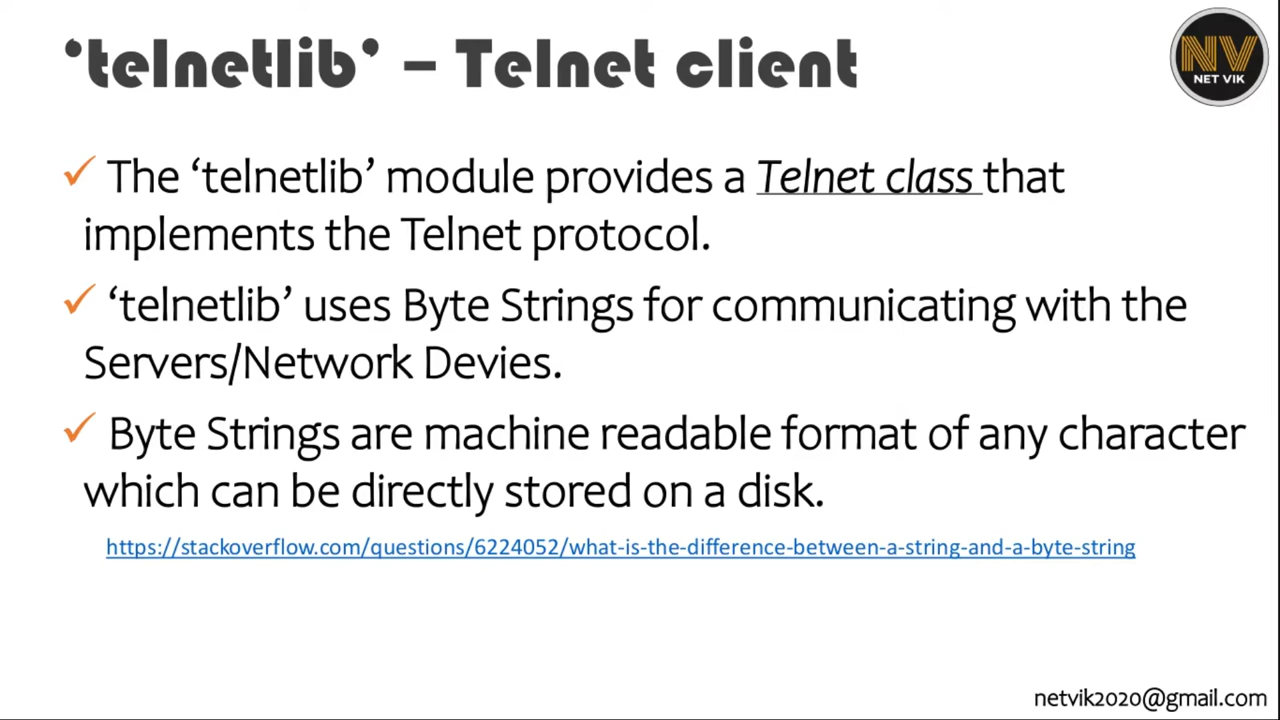 ‘telnetlib’ – Telnet client
NV
NET VIK
✓ The ‘telnetlib’ module provides a Telnet class that
implements the Telnet protocol.
✓ ‘telnetlib’ uses Byte Strings for communicating with the
Servers/Network Devies.
✓ Byte Strings are machine readable format of any character
which can be directly stored on a disk.
https://stackoverflow.com/questions/6224052/what-is-the-difference-between-a-string-and-a-byte-string
netvik2020@gmail.com